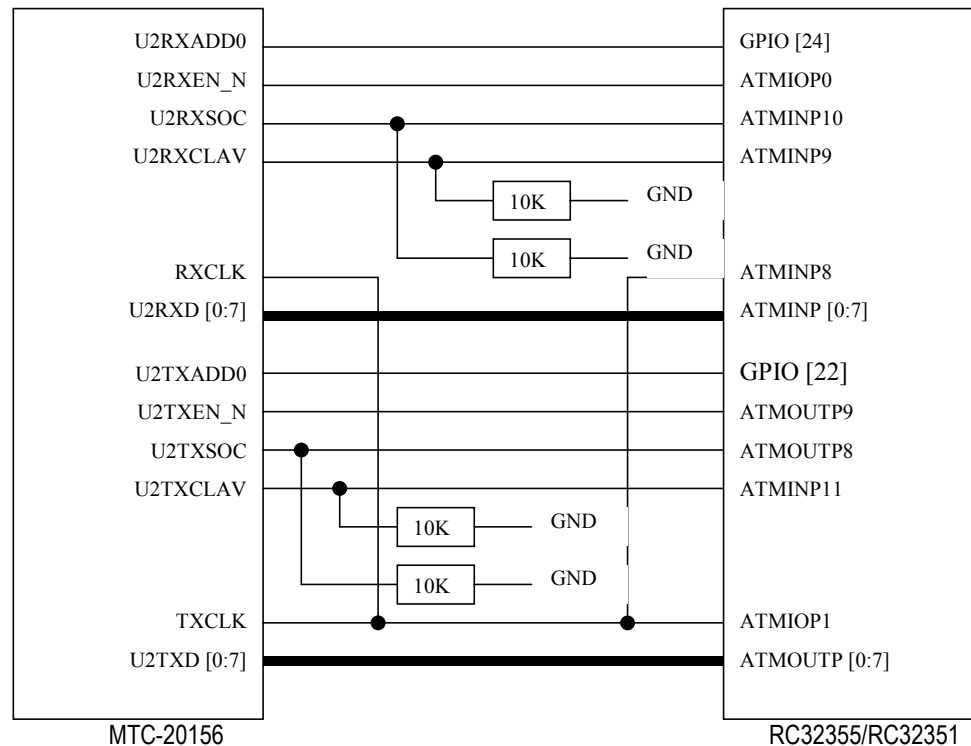 U2RXADD0 GPIO [24]
U2RXEN_N ATMIOP0
U2RXSOC ATMINP10
U2RXCLAV ATMINP9
10K GND
10K GND
RXCLK ATMINP8
U2RXD [0:7] ATMINP [0:7]
U2TXADD0 GPIO [22]
U2TXEN_N ATMOUTP9
U2TXSOC ATMOUTP8
U2TXCLAV ATMINP11
10K GND
10K GND
TXCLK ATMIOP1
U2TXD [0:7] ATMOUTP [0:7]
MTC-20156 RC32355/RC32351